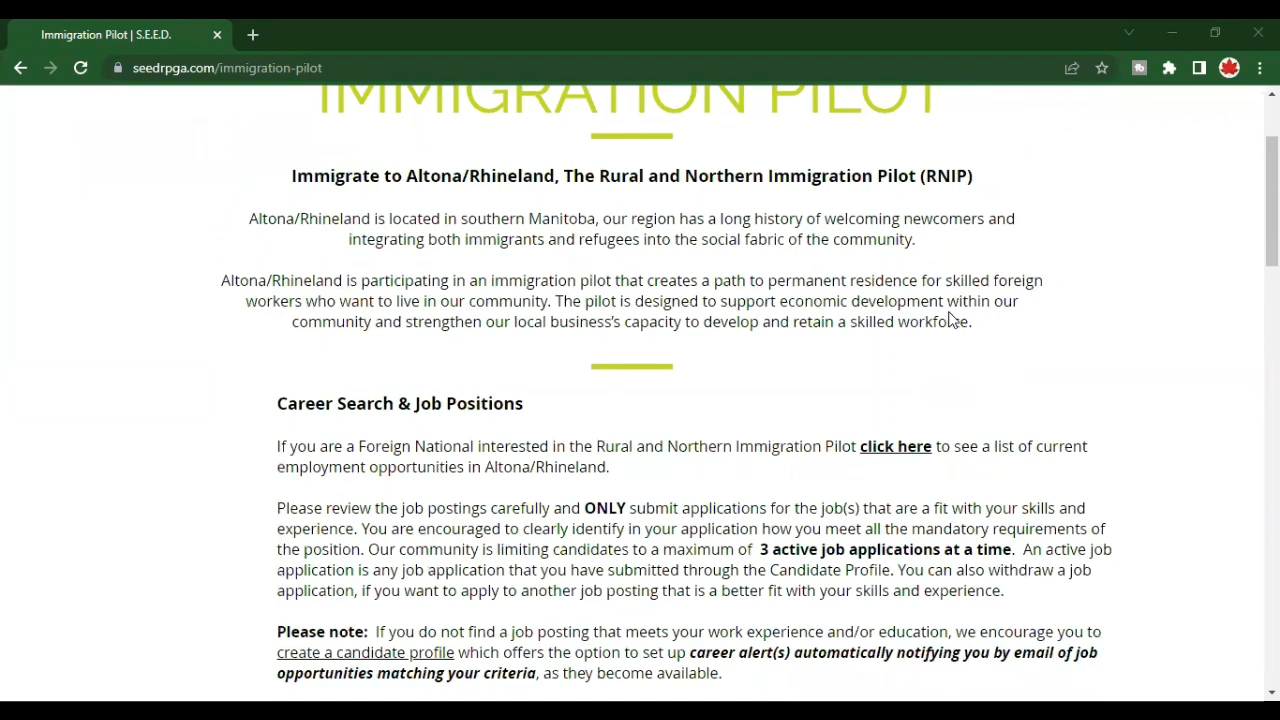 Immigration Pilot | S.E.E.D.
seedrpga.com/immigration-pilot
IMMIGRATION PILOT
Immigrate to Altona/Rhineland, The Rural and Northern Immigration Pilot (RNIP)
Altona/Rhineland is located in southern Manitoba, our region has a long history of welcoming newcomers and
integrating both immigrants and refugees into the social fabric of the community.
Altona/Rhineland is participating in an immigration pilot that creates a path to permanent residence for skilled foreign
workers who want to live in our community. The pilot is designed to support economic development within our
community and strengthen our local business's capacity to develop and retain a skilled workforce.
Career Search & Job Positions
If you are a Foreign National interested in the Rural and Northern Immigration Pilot click here to see a list of current
employment opportunities in Altona/Rhineland.
Please review the job postings carefully and ONLY submit applications for the job(s) that are a fit with your skills and
experience. You are encouraged to clearly identify in your application how you meet all the mandatory requirements of
the position. Our community is limiting candidates to a maximum of 3 active job applications at a time. An active job
application is any job application that you have submitted through the Candidate Profile. You can also withdraw a job
application, if you want to apply to another job posting that is a better fit with your skills and experience.
Please note: If you do not find a job posting that meets your work experience and/or education, we encourage you to
create a candidate profile which offers the option to set up career alert(s) automatically notifying you by email of job
opportunities matching your criteria, as they become available.